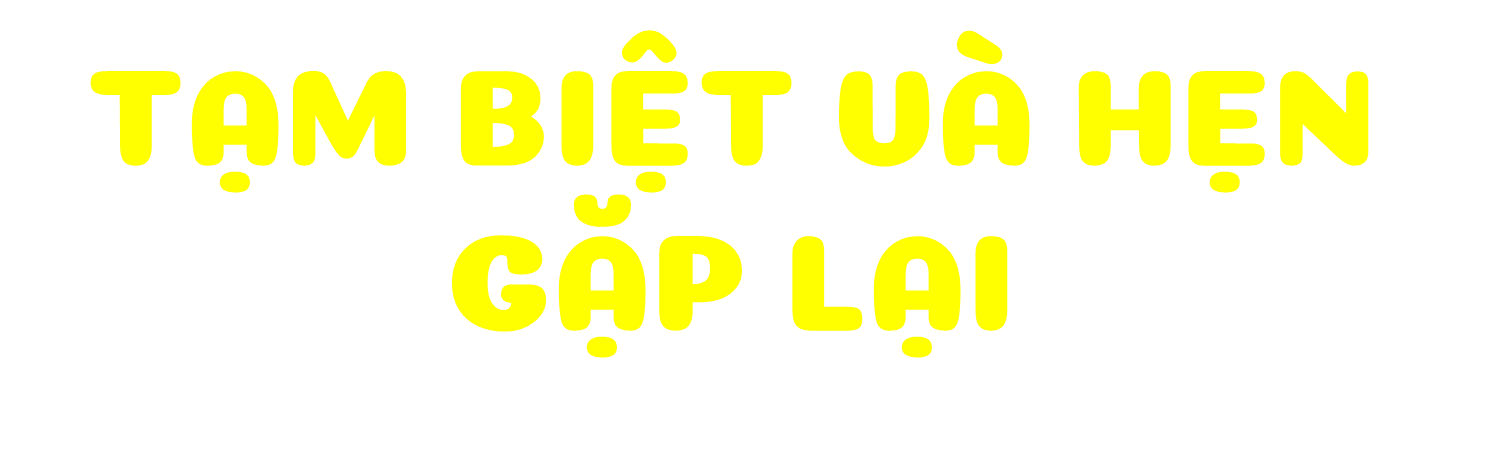 TẠM BIỆT VÀ HẸN
GẶP LẠI